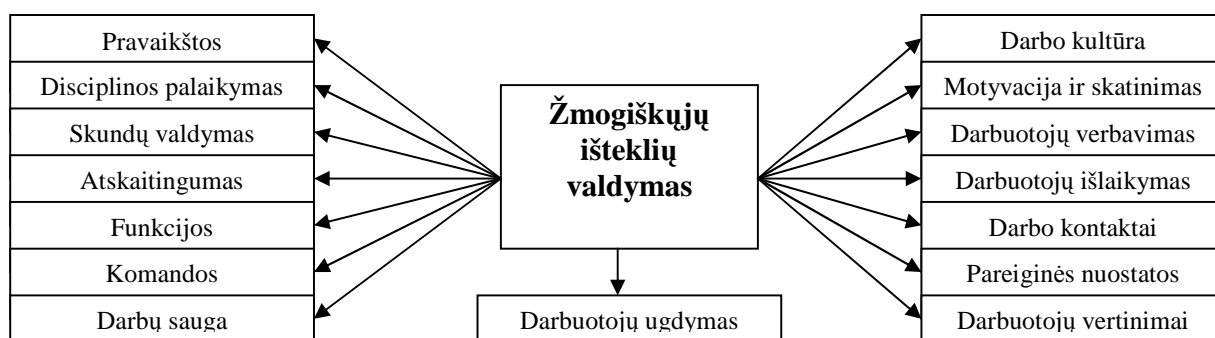 Pravaikštos
Disciplinos palaikymas
Skundų valdymas
Atskaitingumas
Funkcijos
Komandos
Darbų sauga
Žmogiškųjų
išteklių
valdymas
Darbuotojų ugdymas
Darbo kultūra
Motyvacija ir skatinimas
Darbuotojų verbavimas
Darbuotojų išlaikymas
Darbo kontaktai
Pareiginės nuostatos
Darbuotojų vertinimai